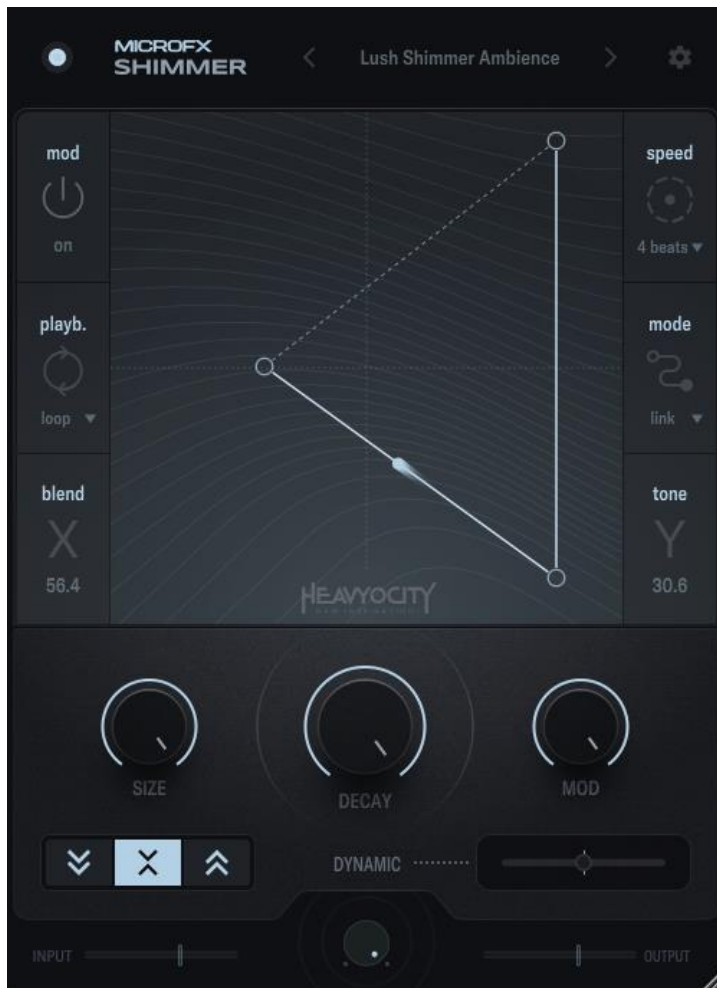 MICROFX
SHIMMER
Lush Shimmer Ambience
mod
on
speed
4 beats
playb.
loop
mode
link
blend
X
56.4
tone
Y
30.6
HEAVYOCITY
SIZE
DECAY
MOD
DYNAMIC
INPUT
OUTPUT